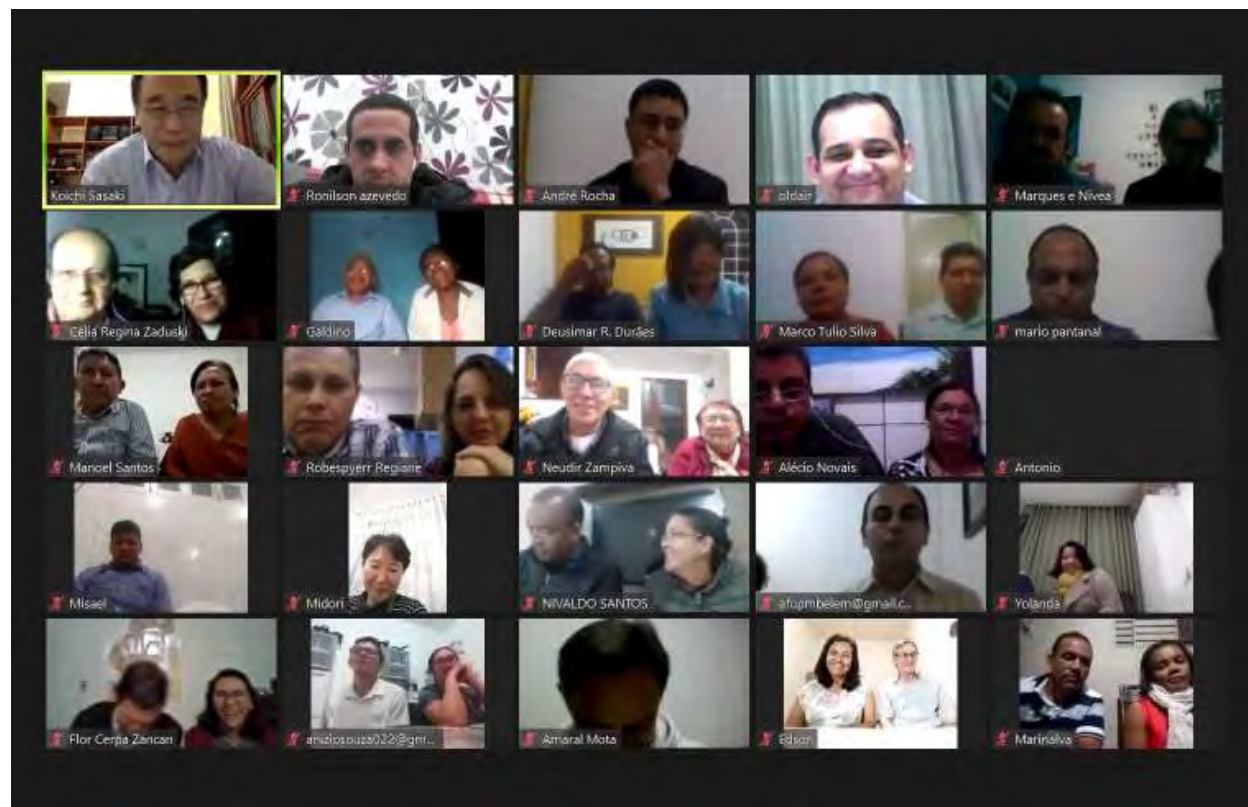 Koichi Sasaki
Ronilson azevedo
André Rocha
oldair
Marques e Nivea
Celia Regina Zaduski
Galdino
Deusimar R. Durães
Marco Tulio Silva
mario pantanal
Manoel Santos
Robespyerr Regiane
Neudir Zampiva
Alécio Novais
Antonio
Misael
Midori
NIVALDO SANTOS
afupmbelem@gmail.c...
Yolanda
Flor Cerpa Zancan
aniziosouza022@gm...
Amaral Mota
Edson
Marinalva